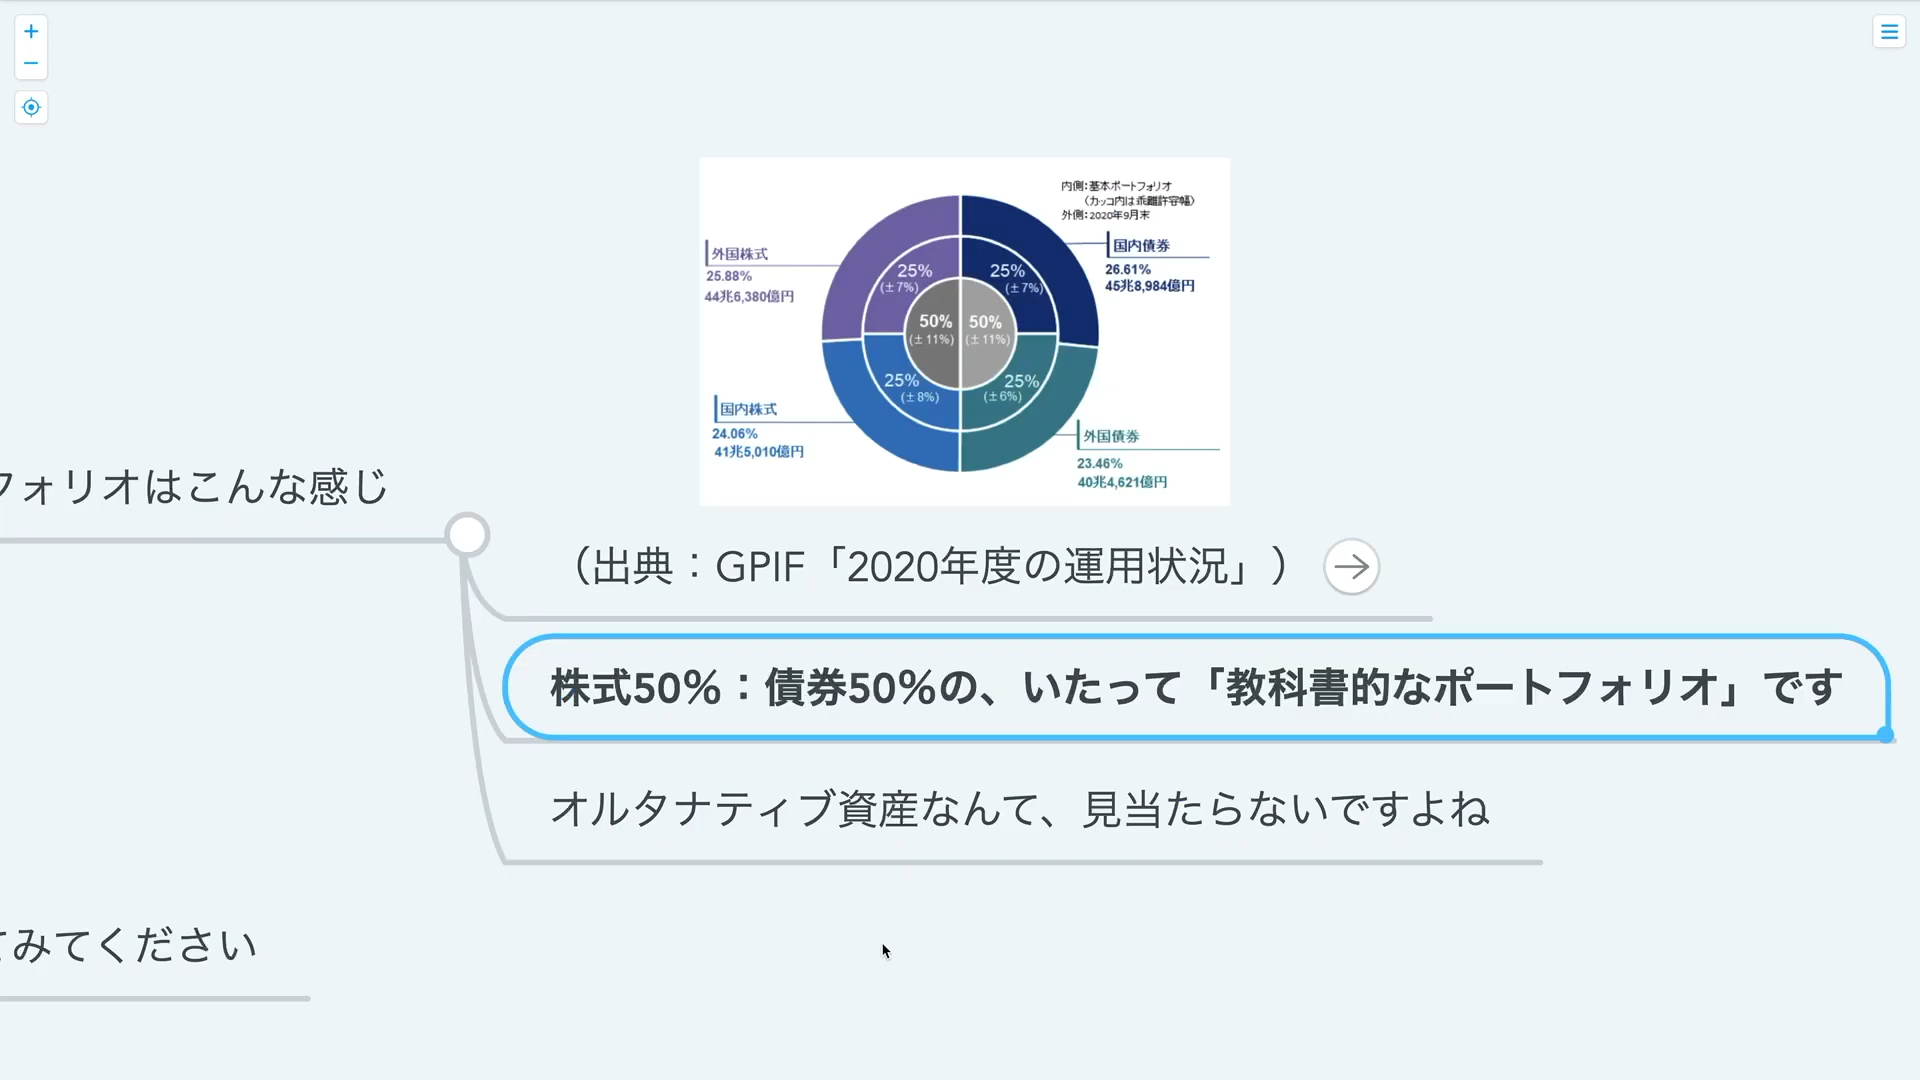 内側:基本ポートフォリオ
(カッコ内は乖離許容幅)
外側:2020年9月末
外国株式
25.88%
44兆6,380億円
国内債券
26.61%
45兆8,984億円
25%
(±7%)
25%
(±7%)
50%
(±11%)
50%
(±11%)
25%
(±8%)
25%
(±6%)
国内株式
24.06%
41兆5,010億円
外国債券
23.46%
40兆4,621億円
フォリオはこんな感じ
（出典：GPIF「2020年度の運用状況」）
株式50%：債券50%の、いたって「教科書的なポートフォリオ」です
オルタナティブ資産なんて、見当たらないですよね
てみてください